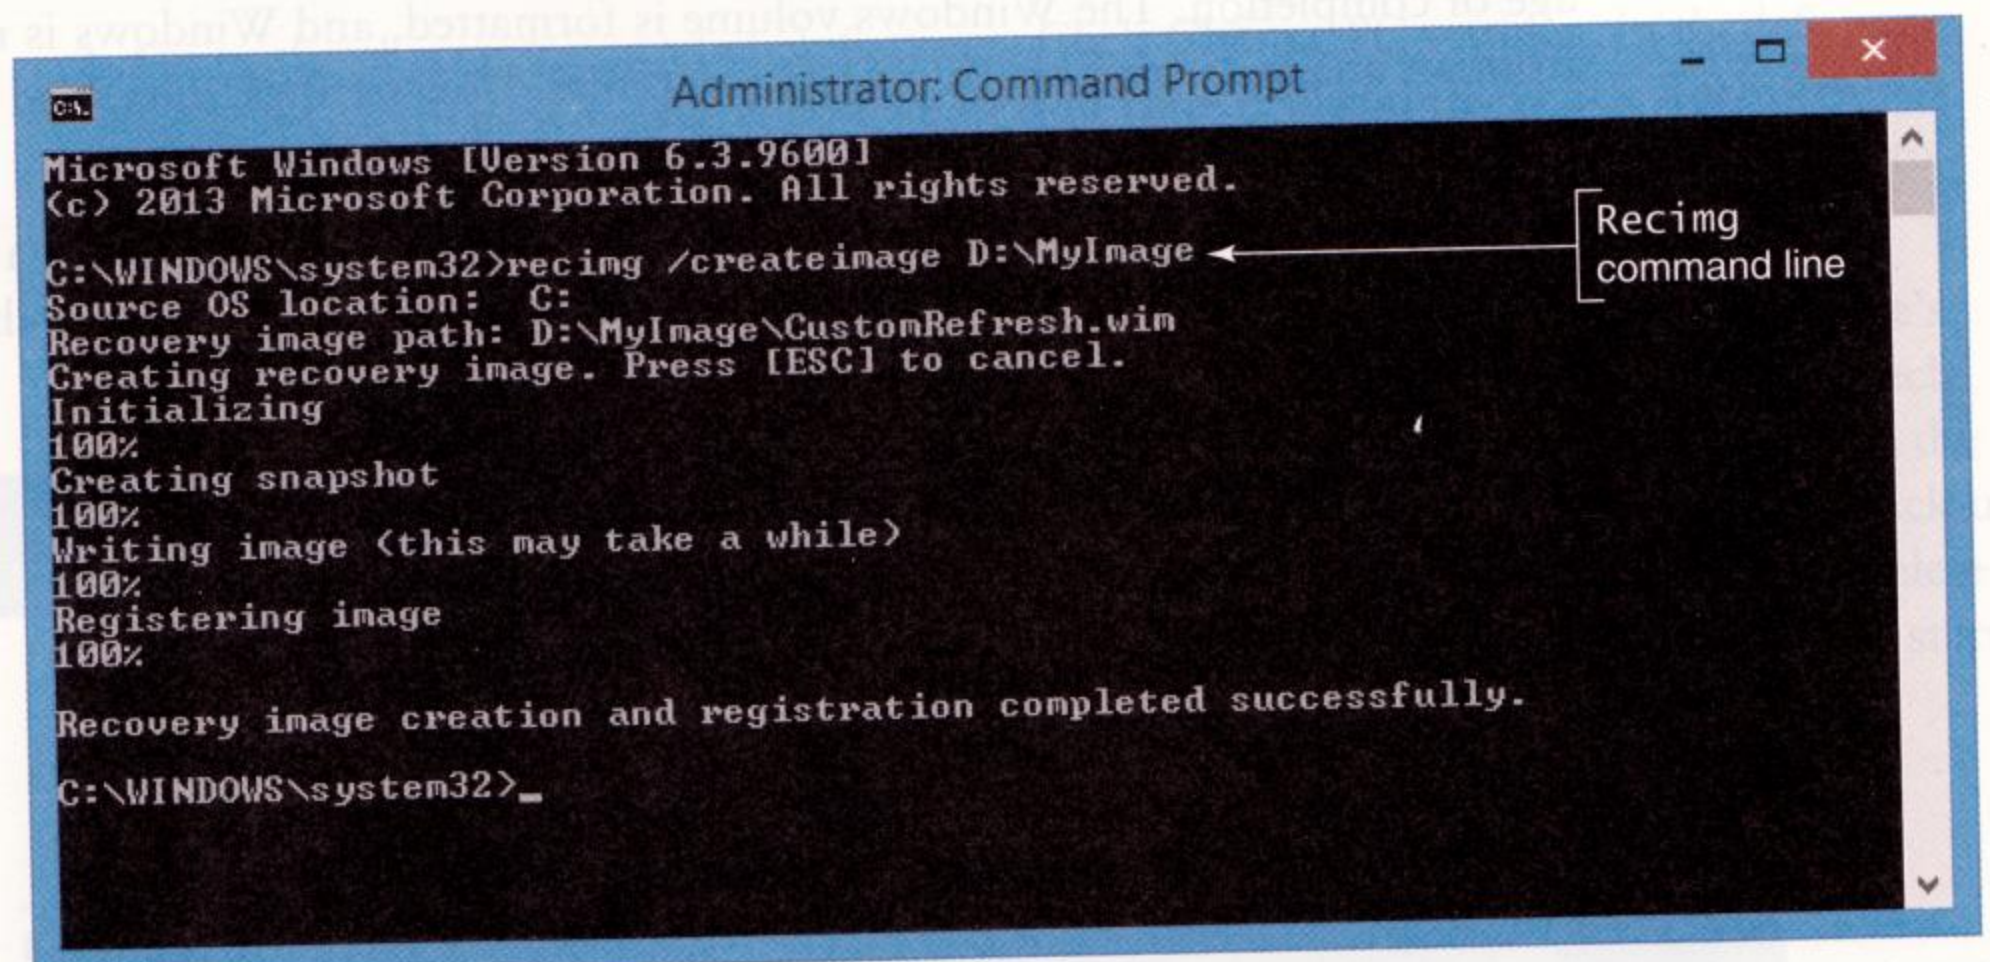 Administrator: Command Prompt
Microsoft Windows [Version 6.3.9600]
(c) 2013 Microsoft Corporation. All rights reserved.
C:\WINDOWS\system32>recimg /createimage D:\MyImage
Recimg
command line
Source OS location:  C:
Recovery image path: D:\MyImage\CustomRefresh.wim
Creating recovery image. Press [ESC] to cancel.
Initializing
100%
Creating snapshot
100%
Writing image (this may take a while)
100%
Registering image
100%
Recovery image creation and registration completed successfully.
C:\WINDOWS\system32>_